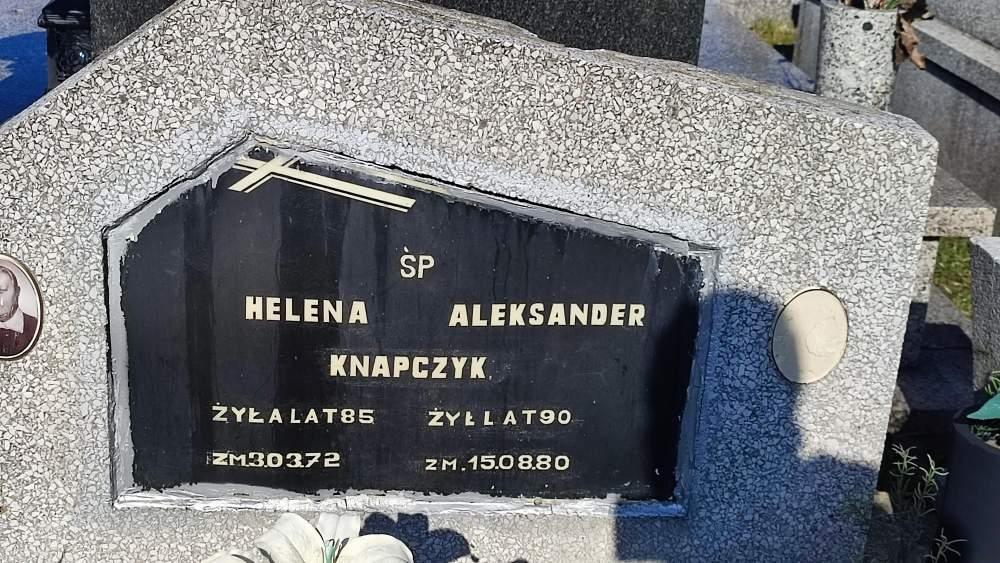 ŚP
HELENA ALEKSANDER
KNAPCZYK
ŻYŁA LAT 85 ŻYŁ LAT 90
ZM.3.03.72 ZM.15.08.80